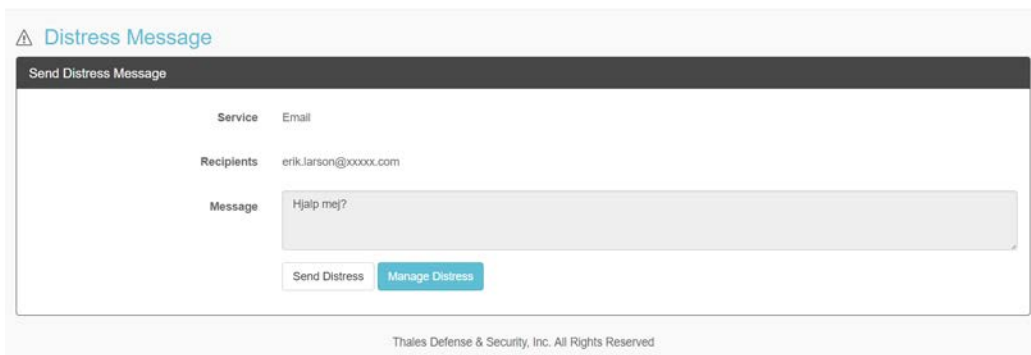 Distress Message
Send Distress Message
Service Email
Recipients erik.larson@xxxxx.com
Message Hjalp mej?
Send Distress Manage Distress
Thales Defense & Security, Inc. All Rights Reserved